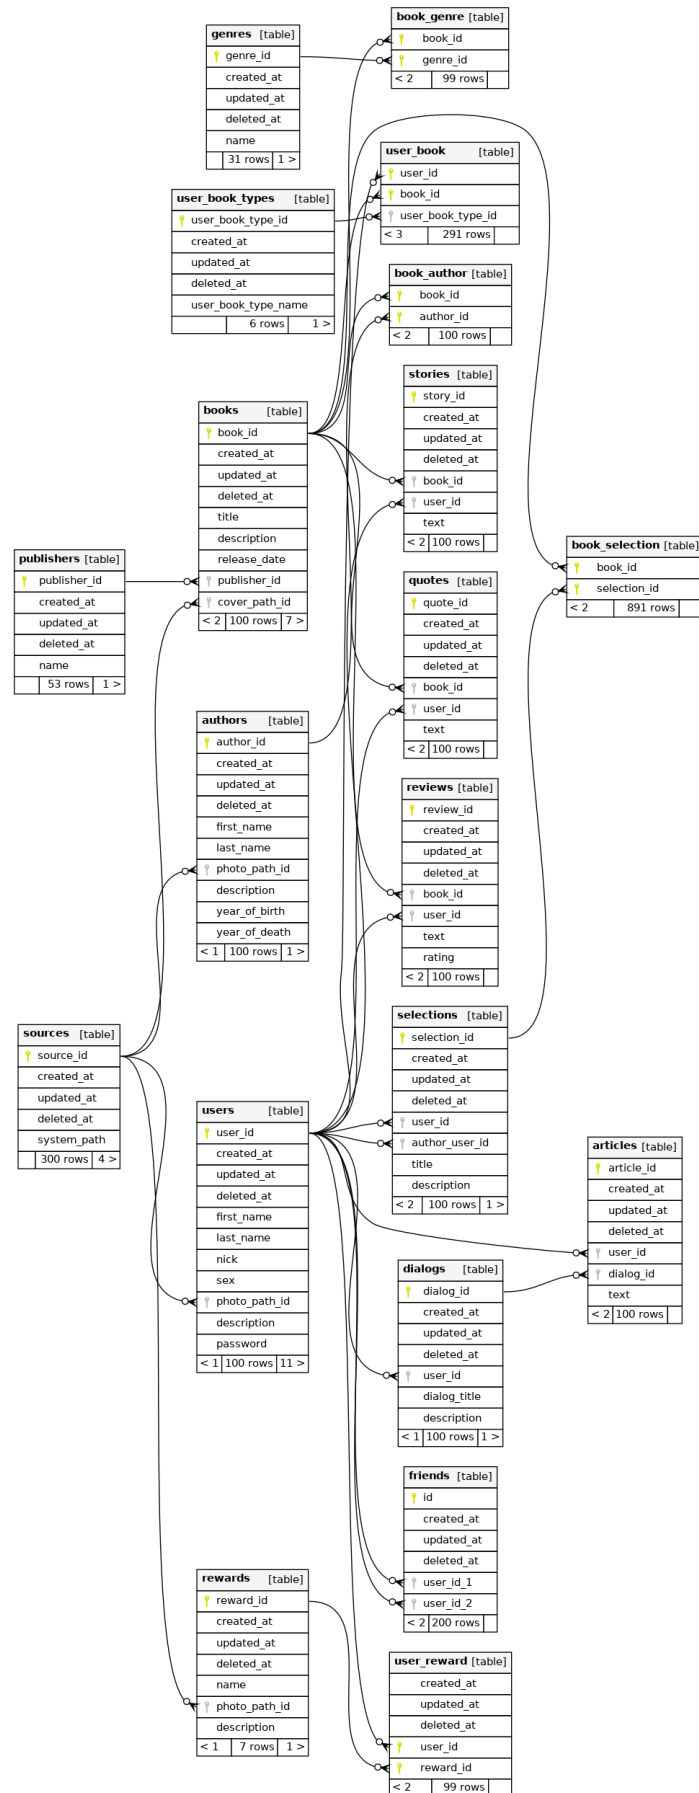 book_genre [table]
book_id
genre_id
< 2 99 rows
genres [table]
genre_id
created_at
updated_at
deleted_at
name
31 rows 1 >
user_book [table]
user_id
book_id
user_book_type_id
< 3 291 rows
user_book_types [table]
user_book_type_id
created_at
updated_at
deleted_at
user_book_type_name
6 rows 1 >
book_author [table]
book_id
author_id
< 2 100 rows
stories [table]
story_id
created_at
updated_at
deleted_at
book_id
user_id
text
< 2 100 rows
books [table]
book_id
created_at
updated_at
deleted_at
title
description
release_date
publisher_id
cover_path_id
< 2 100 rows 7 >
book_selection [table]
book_id
selection_id
< 2 891 rows
publishers [table]
publisher_id
created_at
updated_at
deleted_at
name
53 rows 1 >
quotes [table]
quote_id
created_at
updated_at
deleted_at
book_id
user_id
text
< 2 100 rows
authors [table]
author_id
created_at
updated_at
deleted_at
first_name
last_name
photo_path_id
description
year_of_birth
year_of_death
< 1 100 rows 1 >
reviews [table]
review_id
created_at
updated_at
deleted_at
book_id
user_id
text
rating
< 2 100 rows
sources [table]
source_id
created_at
updated_at
deleted_at
system_path
300 rows 4 >
selections [table]
selection_id
created_at
updated_at
deleted_at
user_id
author_user_id
title
description
< 2 100 rows 1 >
users [table]
user_id
created_at
updated_at
deleted_at
first_name
last_name
nick
sex
photo_path_id
description
password
< 1 100 rows 11 >
articles [table]
article_id
created_at
updated_at
deleted_at
user_id
dialog_id
text
< 2 100 rows
dialogs [table]
dialog_id
created_at
updated_at
deleted_at
user_id
dialog_title
description
< 1 100 rows 1 >
friends [table]
id
created_at
updated_at
deleted_at
user_id_1
user_id_2
< 2 200 rows
rewards [table]
reward_id
created_at
updated_at
deleted_at
name
photo_path_id
description
< 1 7 rows 1 >
user_reward [table]
created_at
updated_at
deleted_at
user_id
reward_id
< 2 99 rows